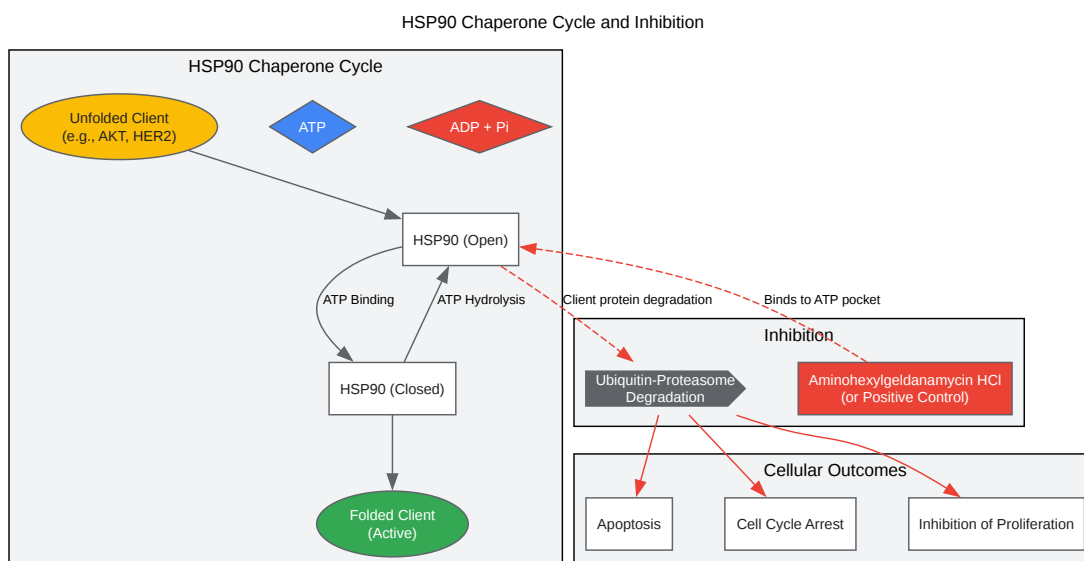 HSP90 Chaperone Cycle and Inhibition
HSP90 Chaperone Cycle
Unfolded Client
(e.g., AKT, HER2)
ATP
ADP + Pi
HSP90 (Open)
ATP Binding
ATP Hydrolysis
Client protein degradation
Binds to ATP pocket
HSP90 (Closed)
Folded Client
(Active)
Inhibition
Ubiquitin-Proteasome
Degradation
Aminohexylgeldanamycin HCl
(or Positive Control)
Cellular Outcomes
Apoptosis
Cell Cycle Arrest
Inhibition of Proliferation